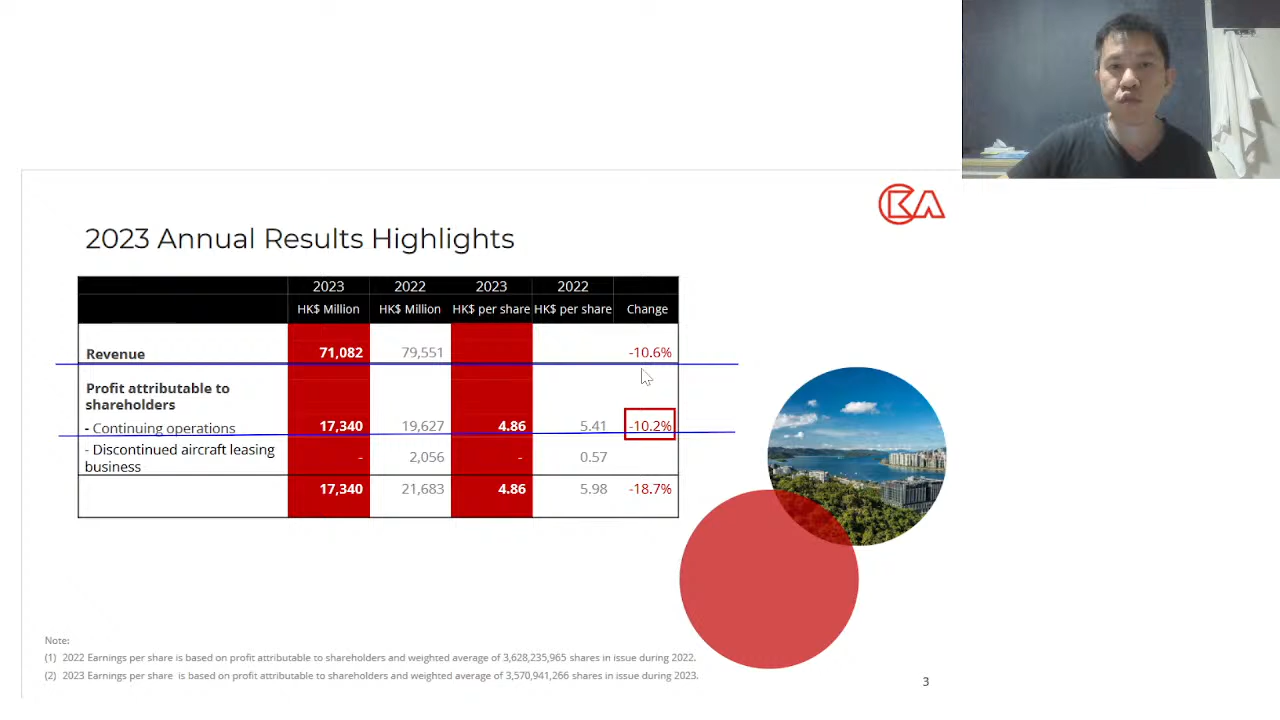 CKA
2023 Annual Results Highlights
2023 2022 2023 2022
HK$ Million HK$ Million HK$ per share HK$ per share Change
Revenue 71,082 79,551 -10.6%
Profit attributable to
shareholders
- Continuing operations 17,340 19,627 4.86 5.41 -10.2%
- Discontinued aircraft leasing
business - 2,056 - 0.57
17,340 21,683 4.86 5.98 -18.7%
Note:
(1) 2022 Earnings per share is based on profit attributable to shareholders and weighted average of 3,628,235,965 shares in issue during 2022.
(2) 2023 Earnings per share is based on profit attributable to shareholders and weighted average of 3,570,941,266 shares in issue during 2023.
3